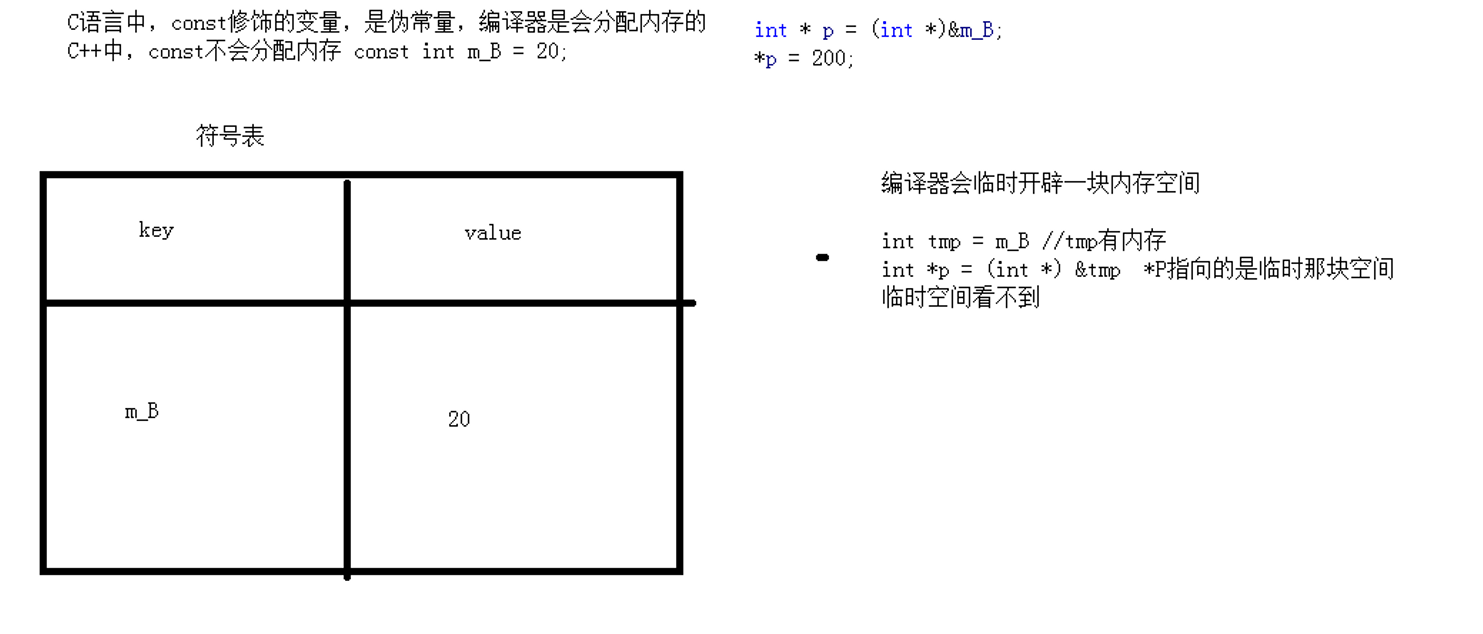 C语言中，const修饰的变量，是伪常量，编译器是会分配内存的
C++中，const不会分配内存 const int m_B = 20;
int * p = (int *)&m_B;
*p = 200;
符号表
key
value
m_B
20
编译器会临时开辟一块内存空间
int tmp = m_B //tmp有内存
int *p = (int *) &tmp  *P指向的是临时那块空间
临时空间看不到